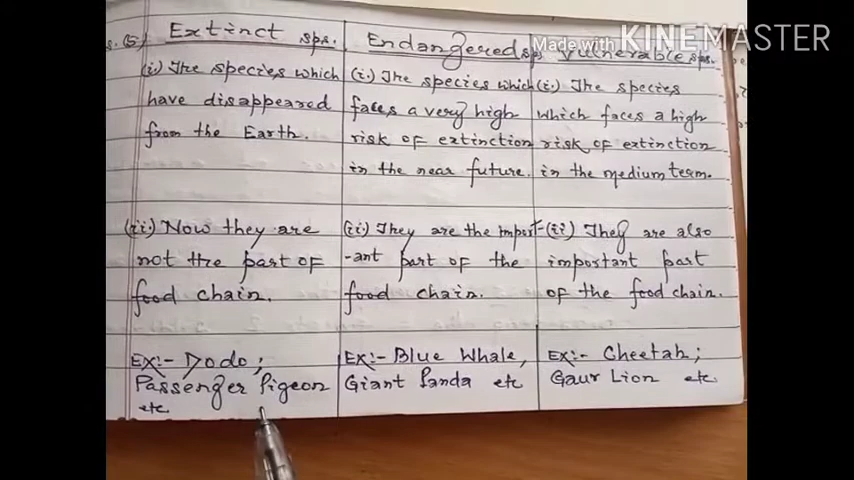 Made with KINEMASTER
s. (5) Extinct sps.
(i) The species which
have disappeared
from the Earth.
(ii) Now they are
not the part of
food chain.
Ex:- Dodo;
Passenger Pigeon
etc.
Endangered sps
(i.) The species which
faces a very high
risk of extinction
in the near future.
(ii) They are the import-
-ant part of the
food chain.
Ex:- Blue Whale,
Giant Panda etc
Vulnerable sps.
(i.) The species
which faces a high
risk of extinction
in the medium team.
(ii) They are also
important part
of the food chain.
Ex:- Cheetah;
Gaur Lion etc.